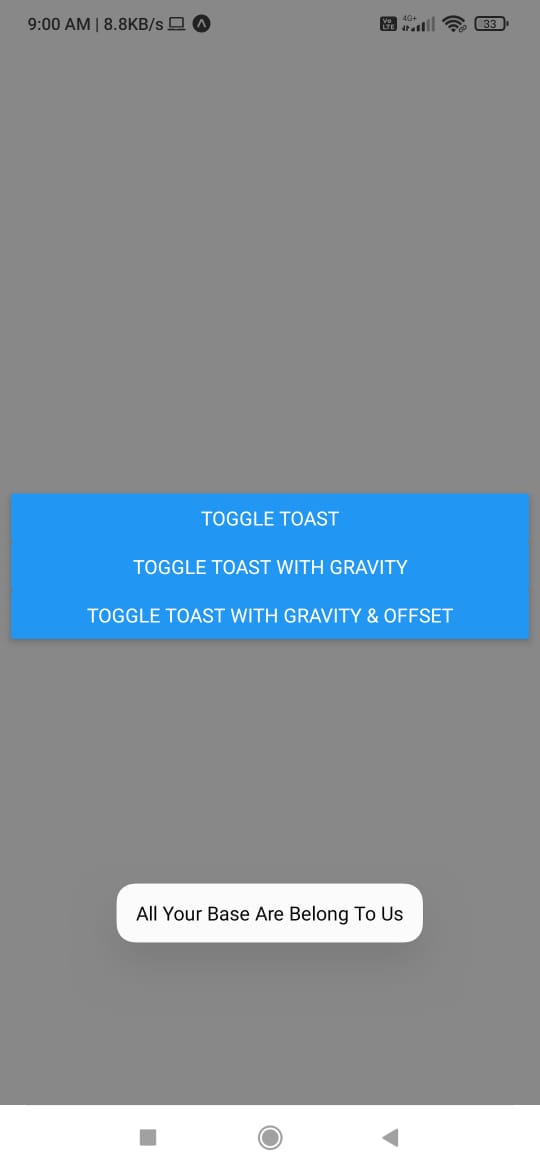 9:00 AM | 8.8KB/s
Vo
LTE
4G+
33
TOGGLE TOAST
TOGGLE TOAST WITH GRAVITY
TOGGLE TOAST WITH GRAVITY & OFFSET
All Your Base Are Belong To Us